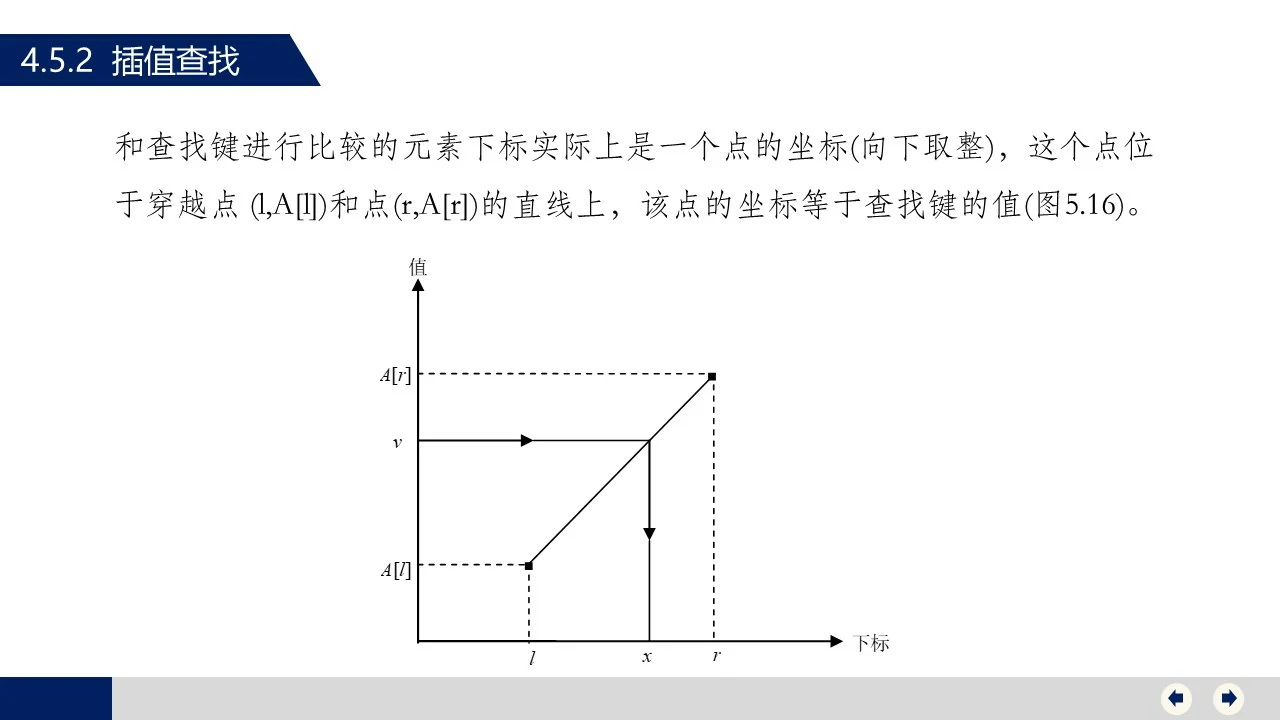 4.5.2 插值查找
和查找键进行比较的元素下标实际上是一个点的坐标(向下取整)，这个点位
于穿越点 (l,A[l])和点(r,A[r])的直线上，该点的坐标等于查找键的值(图5.16)。
值
A[r]
v
A[l]
下标
l
x
r